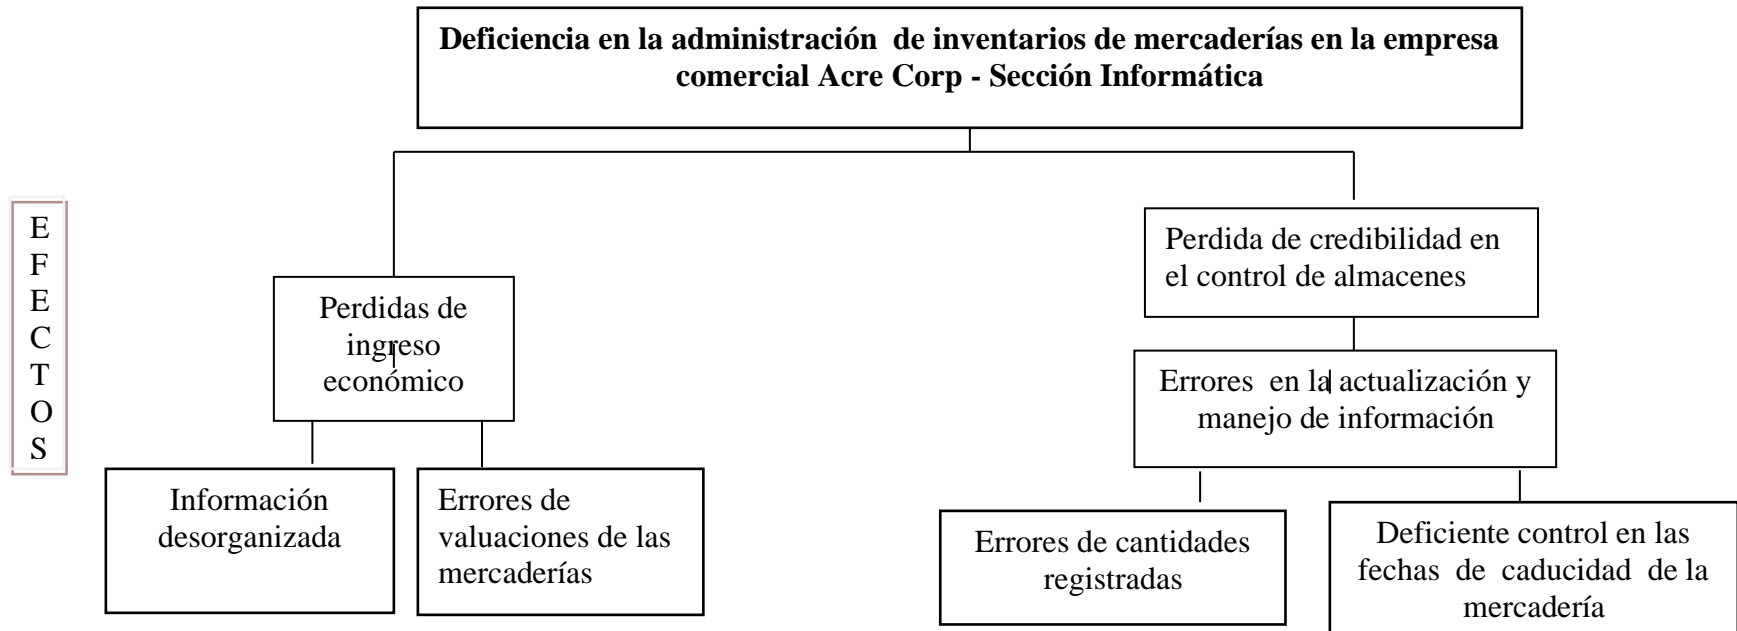 Deficiencia en la administración  de inventarios de mercaderías en la empresa
comercial Acre Corp - Sección Informática
E
F
E
C
T
O
S
Perdidas de
ingreso
económico
Perdida de credibilidad en
el control de almacenes
Errores  en la actualización y
manejo de información
Información
desorganizada
Errores de
valuaciones de las
mercaderías
Errores de cantidades
registradas
Deficiente control en las
fechas  de  caducidad  de la
mercadería